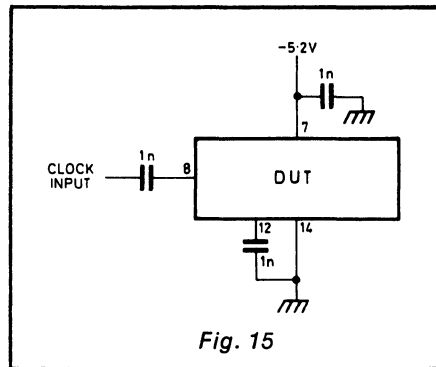 -5·2V
1n
7
CLOCK
INPUT
1n
8
DUT
12
14
1n
Fig. 15